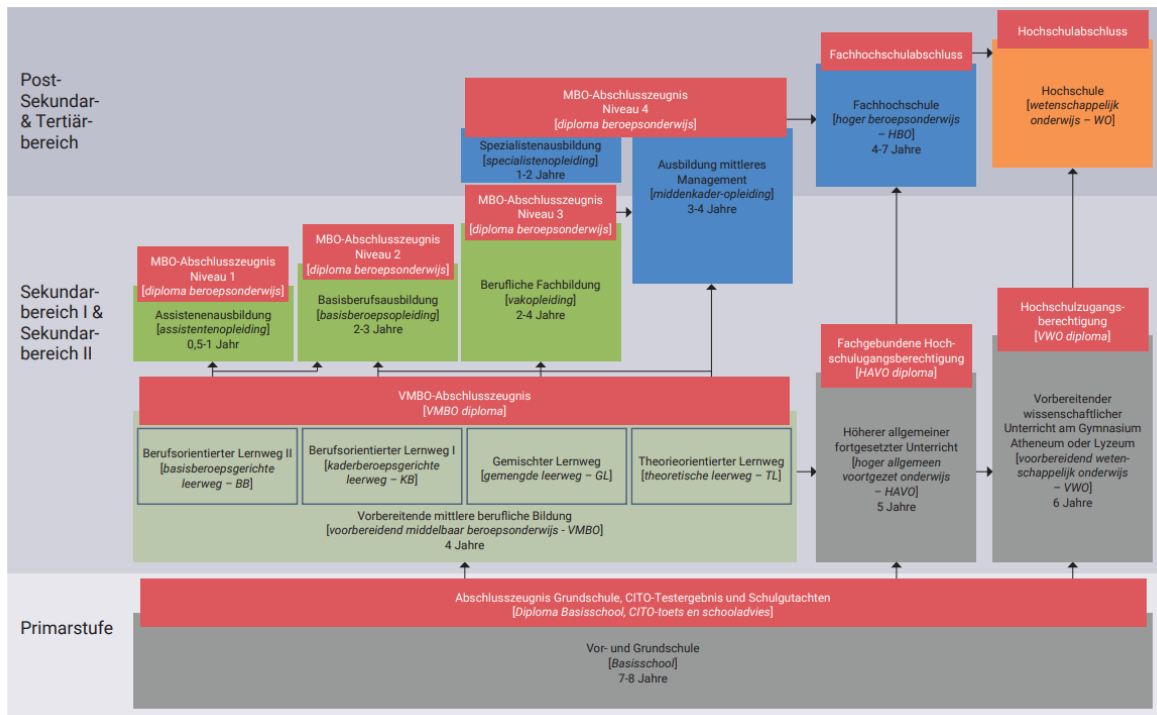 Post-
Sekundar-
& Tertiär-
bereich
Hochschulabschluss
Hochschule
[wetenschappelijk
onderwijs – WO]
Fachhochschulabschluss
Fachhochschule
[hoger beroepsonderwijs
– HBO]
4-7 Jahre
MBO-Abschlusszeugnis
Niveau 4
[diploma beroepsonderwijs]
Spezialistenausbildung
[specialistenopleiding]
1-2 Jahre
Ausbildung mittleres
Management
[middenkader-opleiding]
3-4 Jahre
Sekundar-
bereich I &
Sekundar-
bereich II
MBO-Abschlusszeugnis
Niveau 1
[diploma beroepsonderwijs]
Assistenenausbildung
[assistentenopleiding]
0,5-1 Jahr
MBO-Abschlusszeugnis
Niveau 2
[diploma beroepsonderwijs]
Basisberufsausbildung
[basisberoepsopleiding]
2-3 Jahre
MBO-Abschlusszeugnis
Niveau 3
[diploma beroepsonderwijs]
Berufliche Fachbildung
[vakopleiding]
2-4 Jahre
VMBO-Abschlusszeugnis
[VMBO diploma]
Berufsorientierter Lernweg II
[basisberoepsgerichte
leerweg – BB]
Berufsorientierter Lernweg I
[kaderberoepsgerichte
leerweg – KB]
Gemischter Lernweg
[gemengde leerweg – GL]
Theorieorientierter Lernweg
[theoretische leerweg – TL]
Vorbereitende mittlere berufliche Bildung
[voorbereidend middelbaar beroepsonderwijs - VMBO]
4 Jahre
Fachgebundene Hoch-
schulugangsberechtigung
[HAVO diploma]
Höherer allgemeiner
fortgesetzter Unterricht
[hoger allgemeen
voortgezet onderwijs
– HAVO]
5 Jahre
Hochschulzugangs-
berechtigung
[VWO diploma]
Vorbereitender
wissenschaftlicher
Unterricht am Gymnasium
Atheneum oder Lyzeum
[voorbereidend weten-
schappelijk onderwijs
– VWO]
6 Jahre
Primarstufe
Abschlusszeugnis Grundschule, CITO-Testergebnis und Schulgutachten
[Diploma Basisschool, CITO-toets en schooladvies]
Vor- und Grundschule
[Basisschool]
7-8 Jahre